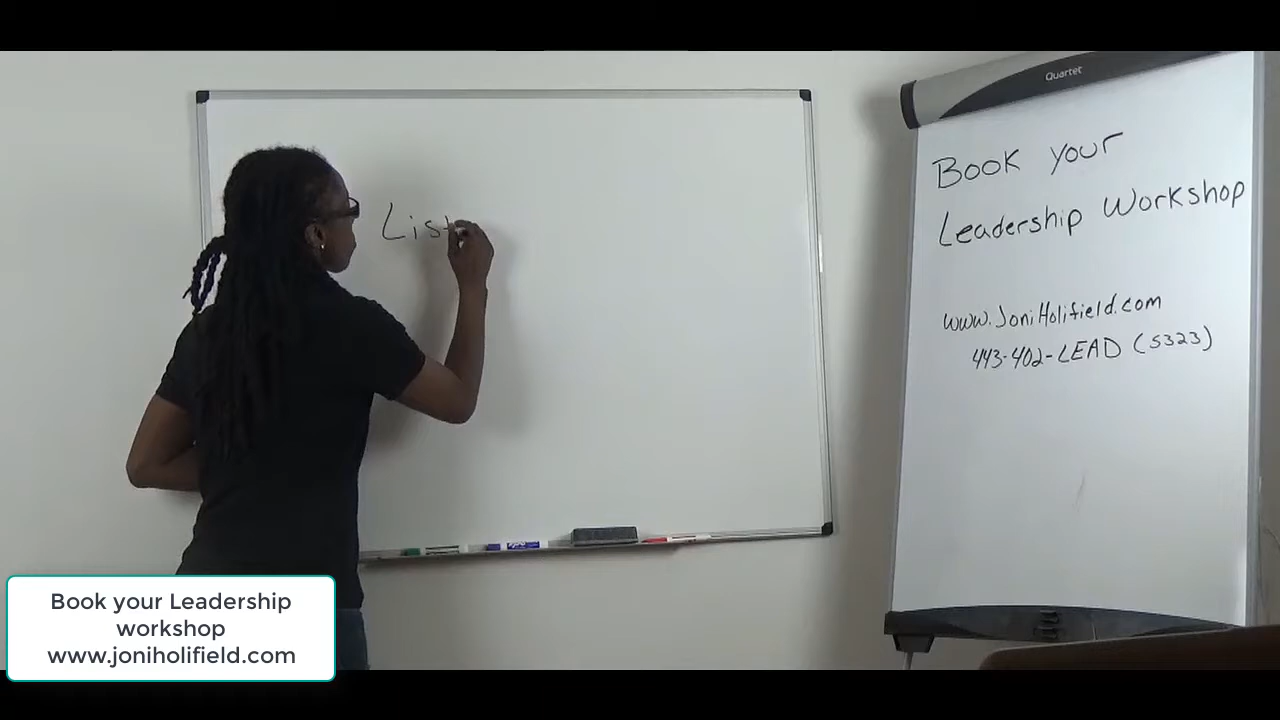 List
Quartet
Book your
Leadership Workshop
www.JoniHolifield.com
443-402-LEAD (5323)
Book your Leadership
workshop
www.joniholifield.com